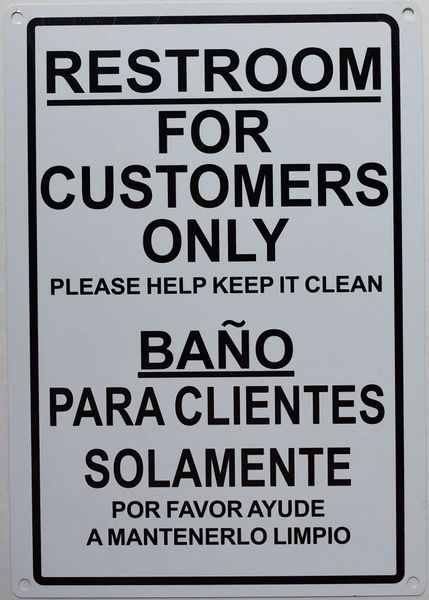 RESTROOM
FOR
CUSTOMERS
ONLY
PLEASE HELP KEEP IT CLEAN
BAÑO
PARA CLIENTES
SOLAMENTE
POR FAVOR AYUDE
A MANTENERLO LIMPIO